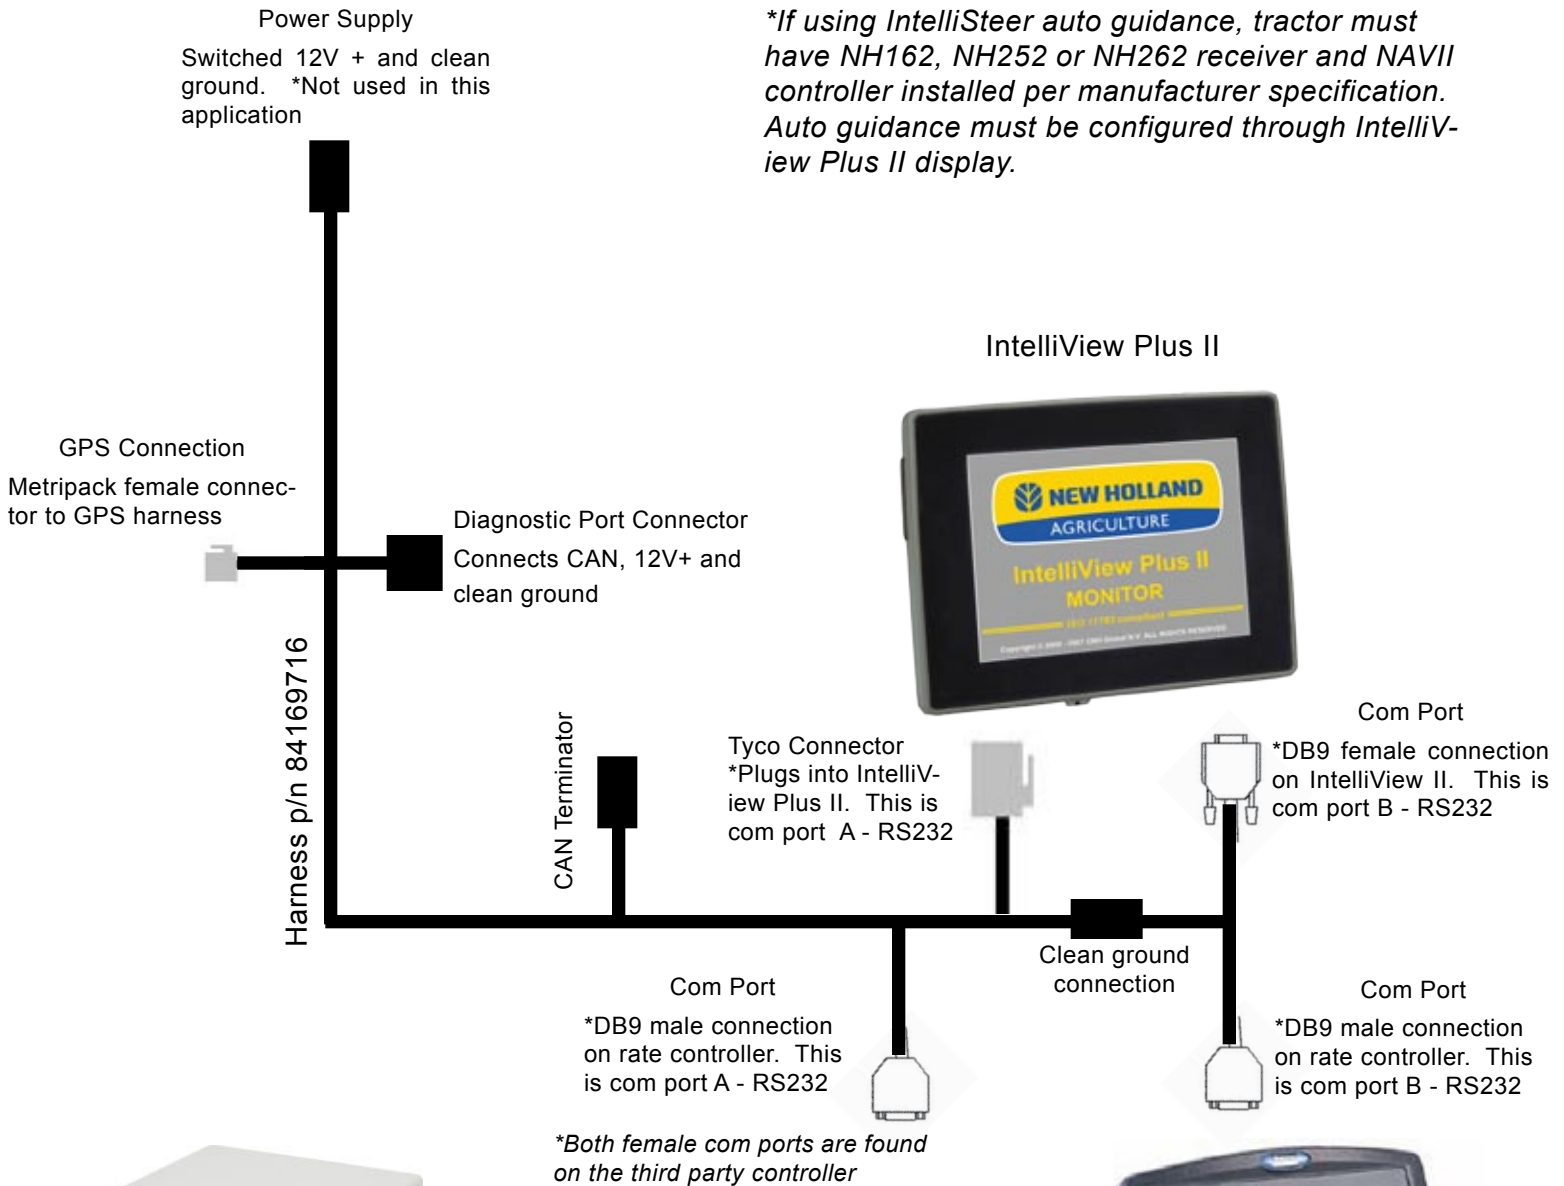 Power Supply
Switched 12V + and clean
ground. *Not used in this
application
*If using IntelliSteer auto guidance, tractor must
have NH162, NH252 or NH262 receiver and NAVII
controller installed per manufacturer specification.
Auto guidance must be configured through IntelliV-
iew Plus II display.
IntelliView Plus II
NEW HOLLAND
AGRICULTURE
IntelliView Plus II
MONITOR
ISO 11783 compliant
GPS Connection
Metripack female connec-
tor to GPS harness
Diagnostic Port Connector
Connects CAN, 12V+ and
clean ground
Harness p/n 84169716
CAN Terminator
Tyco Connector
*Plugs into IntelliV-
iew Plus II. This is
com port A - RS232
Com Port
*DB9 female connection
on IntelliView II. This is
com port B - RS232
Clean ground
connection
Com Port
*DB9 male connection
on rate controller. This
is com port A - RS232
*Both female com ports are found
on the third party controller
Com Port
*DB9 male connection
on rate controller. This
is com port B - RS232